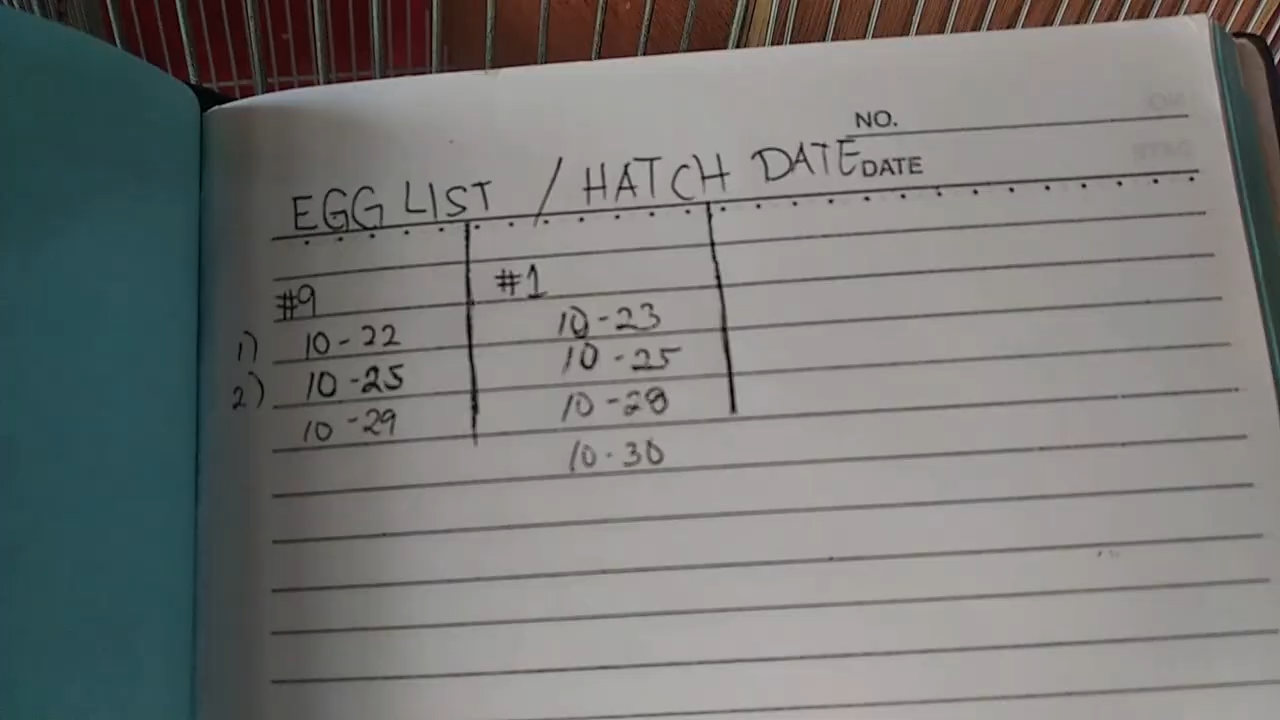 NO.
EGG LIST / HATCH DATE DATE
#9 #1
1) 10-22 10-23
2) 10-25 10-25
10-29 10-28
10-30